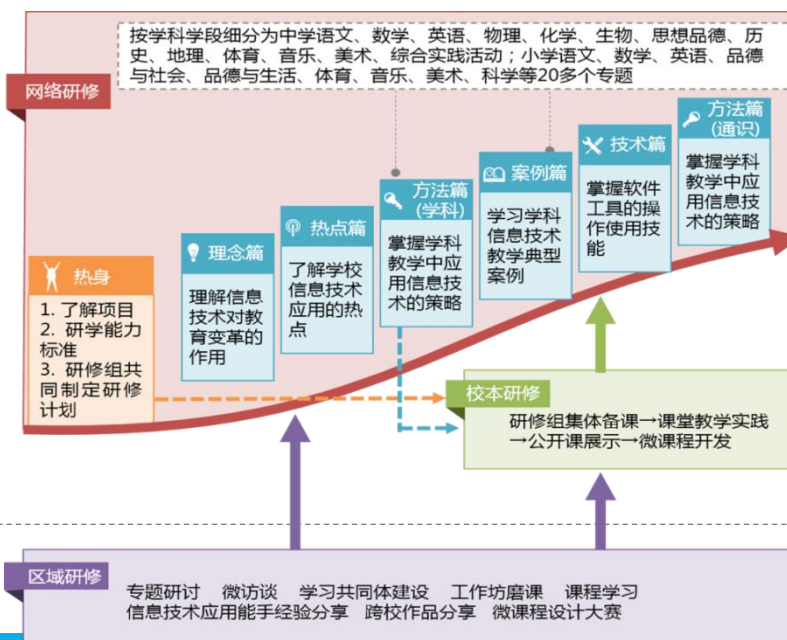 按学科学段细分为中学语文、数学、英语、物理、化学、生物、思想品德、历
史、地理、体育、音乐、美术、综合实践活动；小学语文、数学、英语、品德
与社会、品德与生活、体育、音乐、美术、科学等20多个专题
网络研修
热身
1. 了解项目
2. 研学能力
标准
3. 研修组共
同制定研修
计划
理念篇
理解信息
技术对教
育变革的
作用
热点篇
了解学校
信息技术
应用的热
点
方法篇
(学科)
掌握学科
教学中应
用信息技
术的策略
案例篇
学习学科
信息技术
教学典型
案例
技术篇
掌握软件
工具的操
作使用技
能
方法篇
(通识)
掌握学科
教学中应
用信息技
术的策略
校本研修
研修组集体备课→课堂教学实践
→公开课展示→微课程开发
区域研修
专题研讨 微访谈 学习共同体建设 工作坊磨课 课程学习
信息技术应用能手经验分享 跨校作品分享 微课程设计大赛